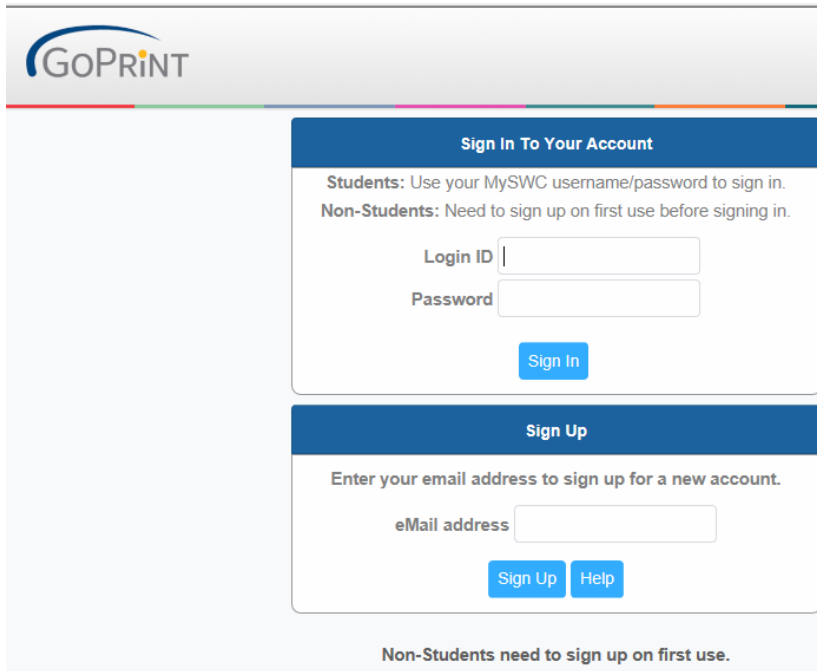 GOPRiNT
Sign In To Your Account
Students: Use your MySWC username/password to sign in.
Non-Students: Need to sign up on first use before signing in.
Login ID
Password
Sign In
Sign Up
Enter your email address to sign up for a new account.
eMail address
Sign Up Help
Non-Students need to sign up on first use.